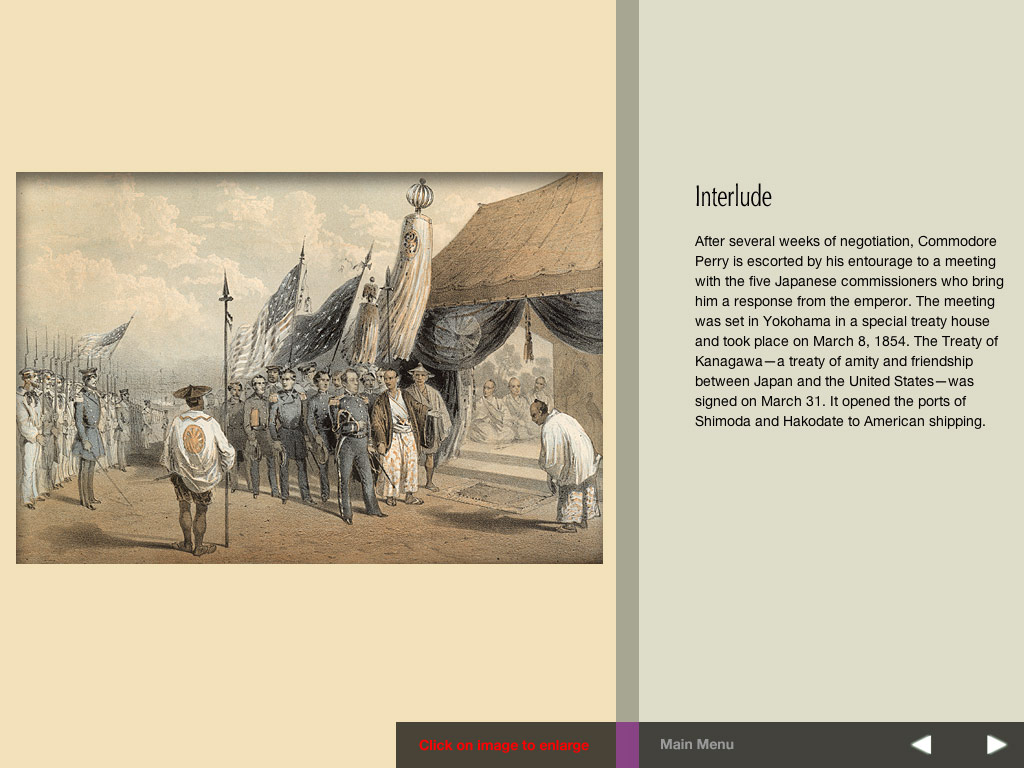 Interlude
After several weeks of negotiation, Commodore
Perry is escorted by his entourage to a meeting
with the five Japanese commissioners who bring
him a response from the emperor. The meeting
was set in Yokohama in a special treaty house
and took place on March 8, 1854. The Treaty of
Kanagawa—a treaty of amity and friendship
between Japan and the United States—was
signed on March 31. It opened the ports of
Shimoda and Hakodate to American shipping.
Click on image to enlarge
Main Menu